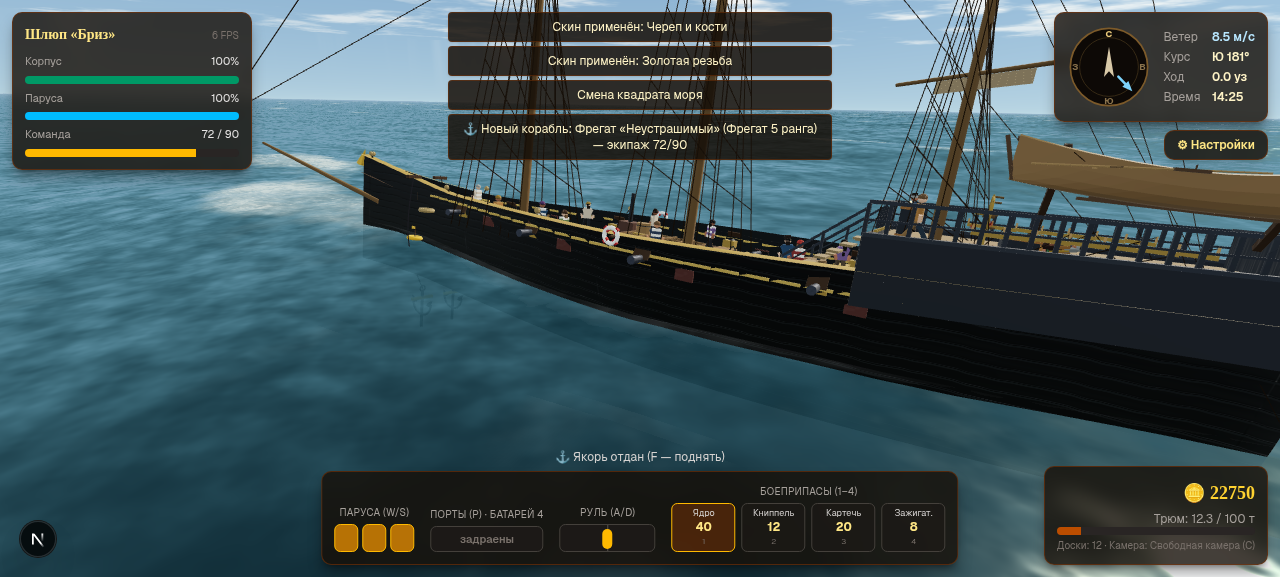 Шлюп «Бриз»
6 FPS
Корпус 100%
Паруса 100%
Команда 72 / 90
Скин применён: Череп и кости
Скин применён: Золотая резьба
Смена квадрата моря
⚓ Новый корабль: Фрегат «Неустрашимый» (Фрегат 5 ранга)
— экипаж 72/90
С
З
В
Ю
Ветер 8.5 м/с
Курс Ю 181°
Ход 0.0 уз
Время 14:25
⚙ Настройки
⚓ Якорь отдан (F — поднять)
ПАРУСА (W/S)
ПОРТЫ (P) · БАТАРЕЙ 4
задраены
РУЛЬ (A/D)
БОЕПРИПАСЫ (1–4)
Ядро
40
1
Книппель
12
2
Картечь
20
3
Зажигат.
8
4
22750
Трюм: 12.3 / 100 т
Доски: 12 · Камера: Свободная камера (C)
N